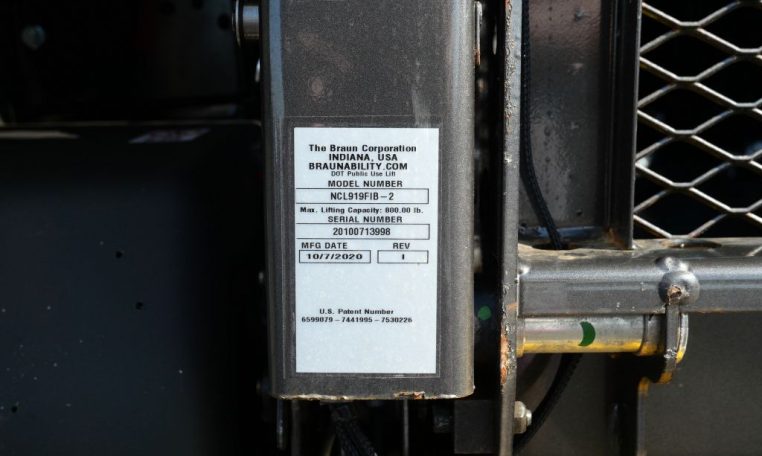 The Braun Corporation
INDIANA, USA
BRAUNABILITY.COM
DOT Public Use Lift
MODEL NUMBER
NCL919FIB-2
Max. Lifting Capacity: 800.00 lb.
SERIAL NUMBER
20100713998
MFG DATE REV
10/7/2020 I
U.S. Patent Number
6599079 - 7441995 - 7530226